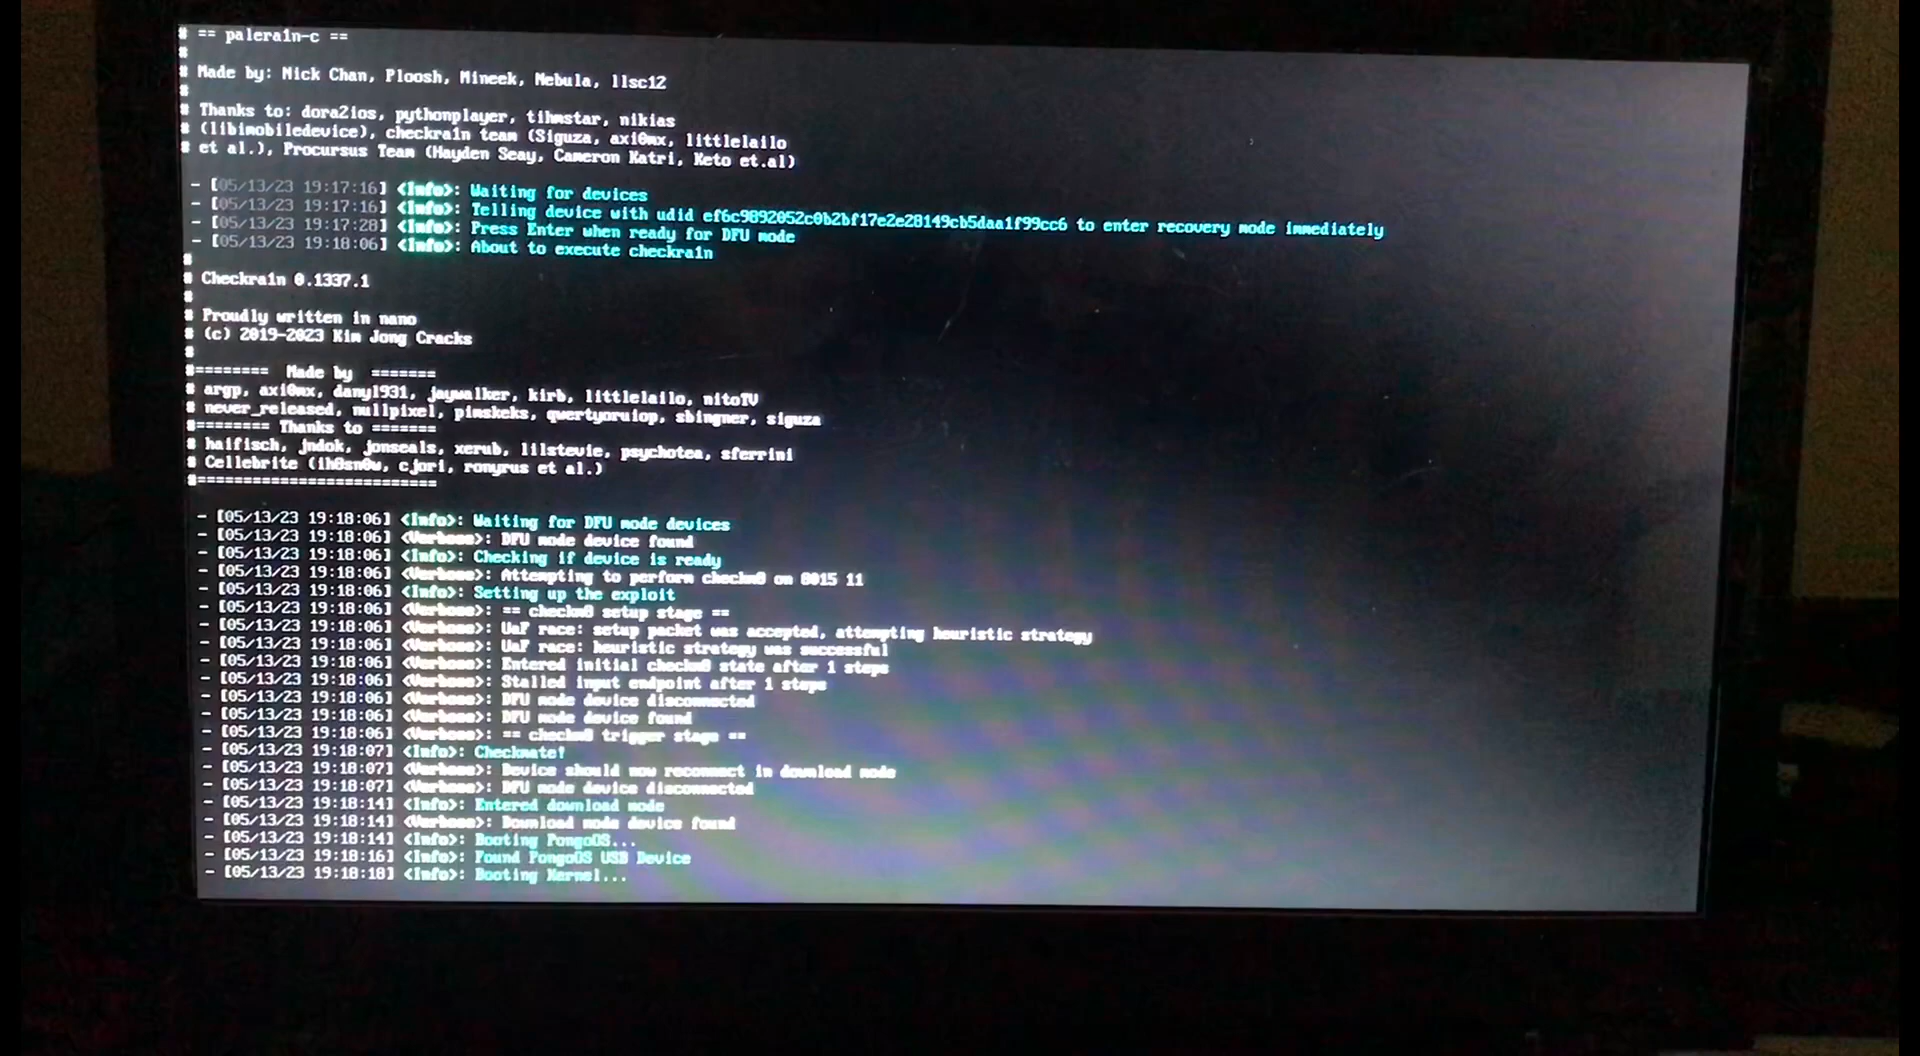 # == palera1n-c ==
#
# Made by: Nick Chan, Ploosh, Mineek, Nebula, llsc12
#
# Thanks to: dora2ios, pythonplayer, tihmstar, nikias
# (libimobiledevice), checkra1n team (Siguza, axi0mx, littlelailo
# et al.), Procursus Team (Hayden Seay, Cameron Katri, Keto et.al)
- [05/13/23 19:17:16] <Info>: Waiting for devices
- [05/13/23 19:17:16] <Info>: Telling device with udid ef6c9892052c0b2bf17e2e28149cb5daa1f99cc6 to enter recovery mode immediately
- [05/13/23 19:17:28] <Info>: Press Enter when ready for DFU mode
- [05/13/23 19:18:06] <Info>: About to execute checkra1n
#
# Checkra1n 0.1337.1
#
# Proudly written in nano
# (c) 2019-2023 Kim Jong Cracks
#
#======== Made by =======
# argp, axi0mx, danyl931, jaywalker, kirb, littlelailo, nitoTV
# never_released, nullpixel, pimskeks, qwertyoruiop, sbingner, siguza
#======== Thanks to =======
# haifisch, jndok, jonseals, xerub, lilstevie, psychotea, sferrini
# Cellebrite (ih8sn0w, cjori, ronyrus et al.)
#==========================
- [05/13/23 19:18:06] <Info>: Waiting for DFU mode devices
- [05/13/23 19:18:06] <Verbose>: DFU mode device found
- [05/13/23 19:18:06] <Info>: Checking if device is ready
- [05/13/23 19:18:06] <Verbose>: Attempting to perform checkm8 on 8015 11
- [05/13/23 19:18:06] <Info>: Setting up the exploit
- [05/13/23 19:18:06] <Verbose>: == checkm8 setup stage ==
- [05/13/23 19:18:06] <Verbose>: UaF race: setup packet was accepted, attempting heuristic strategy
- [05/13/23 19:18:06] <Verbose>: UaF race: heuristic strategy was successful
- [05/13/23 19:18:06] <Verbose>: Entered initial checkm8 state after 1 steps
- [05/13/23 19:18:06] <Verbose>: Stalled input endpoint after 1 steps
- [05/13/23 19:18:06] <Verbose>: DFU mode device disconnected
- [05/13/23 19:18:06] <Verbose>: DFU mode device found
- [05/13/23 19:18:06] <Verbose>: == checkm8 trigger stage ==
- [05/13/23 19:18:07] <Info>: Checkmate!
- [05/13/23 19:18:07] <Verbose>: Device should now reconnect in download mode
- [05/13/23 19:18:07] <Verbose>: DFU mode device disconnected
- [05/13/23 19:18:14] <Info>: Entered download mode
- [05/13/23 19:18:14] <Verbose>: Download mode device found
- [05/13/23 19:18:14] <Info>: Booting PongoOS...
- [05/13/23 19:18:16] <Info>: Found PongoOS USB Device
- [05/13/23 19:18:18] <Info>: Booting Kernel...